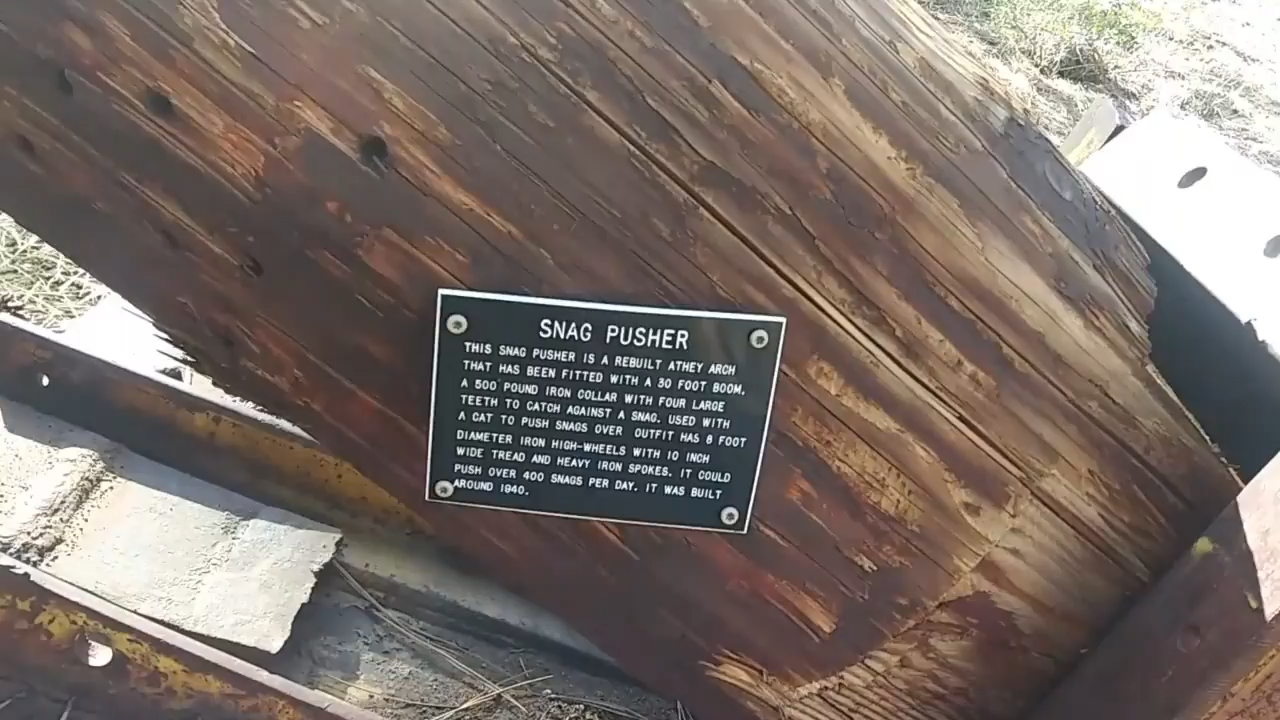 SNAG PUSHER
THIS SNAG PUSHER IS A REBUILT ATHEY ARCH
THAT HAS BEEN FITTED WITH A 30 FOOT BOOM,
A 500 POUND IRON COLLAR WITH FOUR LARGE
TEETH TO CATCH AGAINST A SNAG. USED WITH
A CAT TO PUSH SNAGS OVER OUTFIT HAS 8 FOOT
DIAMETER IRON HIGH-WHEELS WITH 10 INCH
WIDE TREAD AND HEAVY IRON SPOKES. IT COULD
PUSH OVER 400 SNAGS PER DAY. IT WAS BUILT
AROUND 1940.